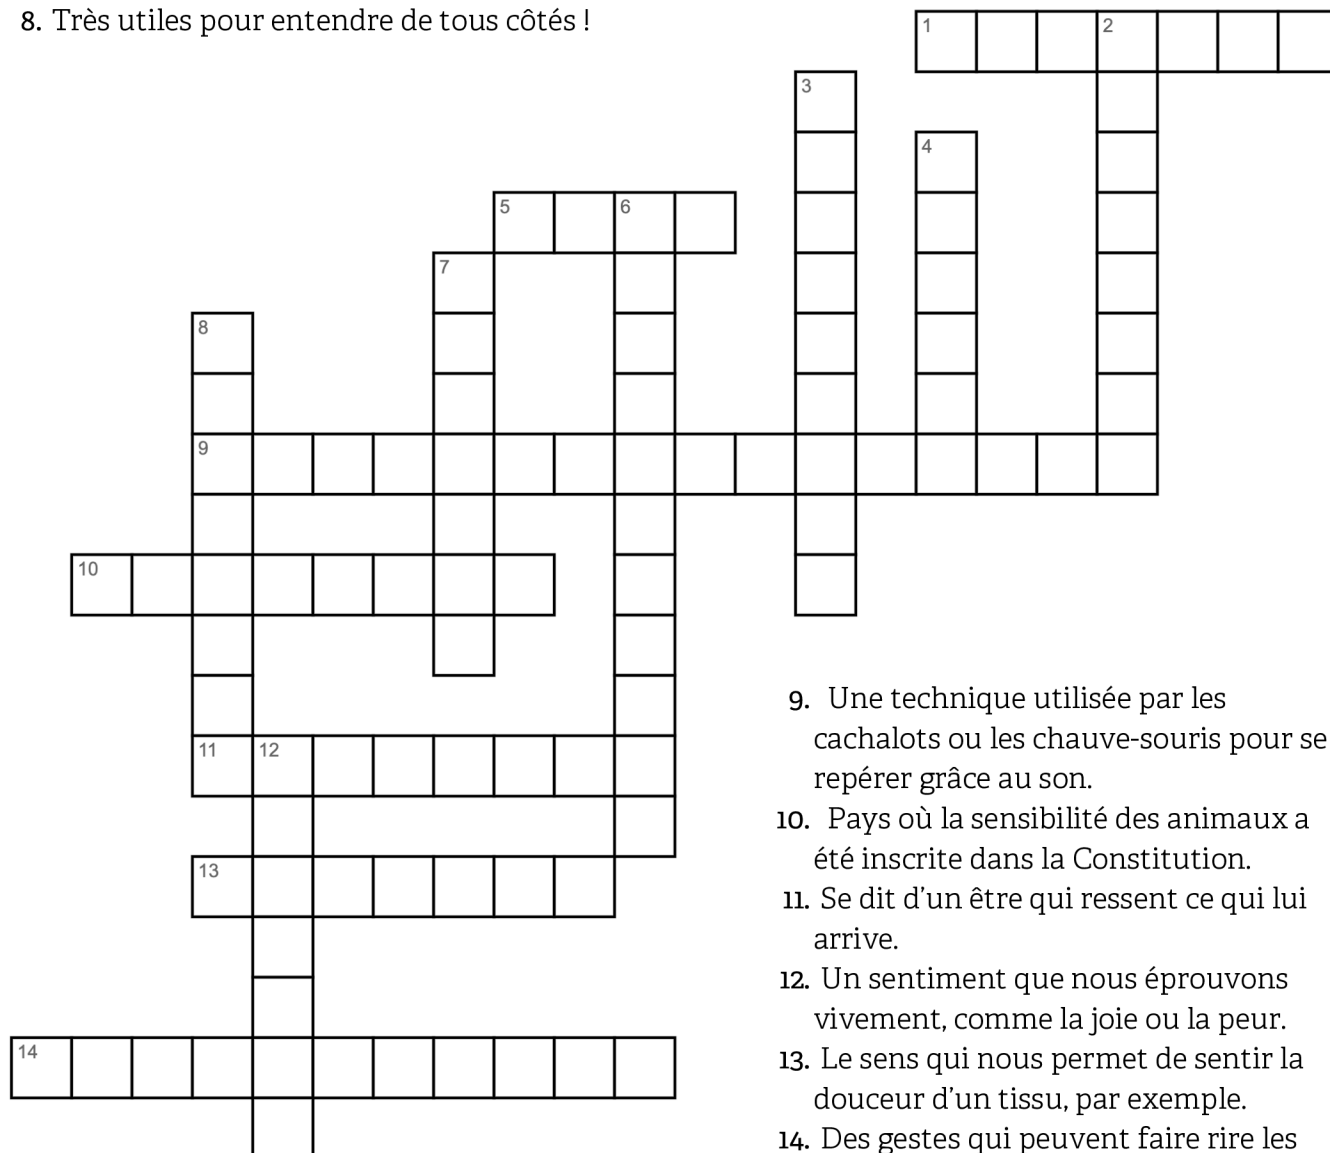 8. Très utiles pour entendre de tous côtés !
1
2
3
4
5
6
7
8
9
10
11
12
13
14
9. Une technique utilisée par les
cachalots ou les chauve-souris pour se
repérer grâce au son.
10. Pays où la sensibilité des animaux a
été inscrite dans la Constitution.
11. Se dit d’un être qui ressent ce qui lui
arrive.
12. Un sentiment que nous éprouvons
vivement, comme la joie ou la peur.
13. Le sens qui nous permet de sentir la
douceur d’un tissu, par exemple.
14. Des gestes qui peuvent faire rire les